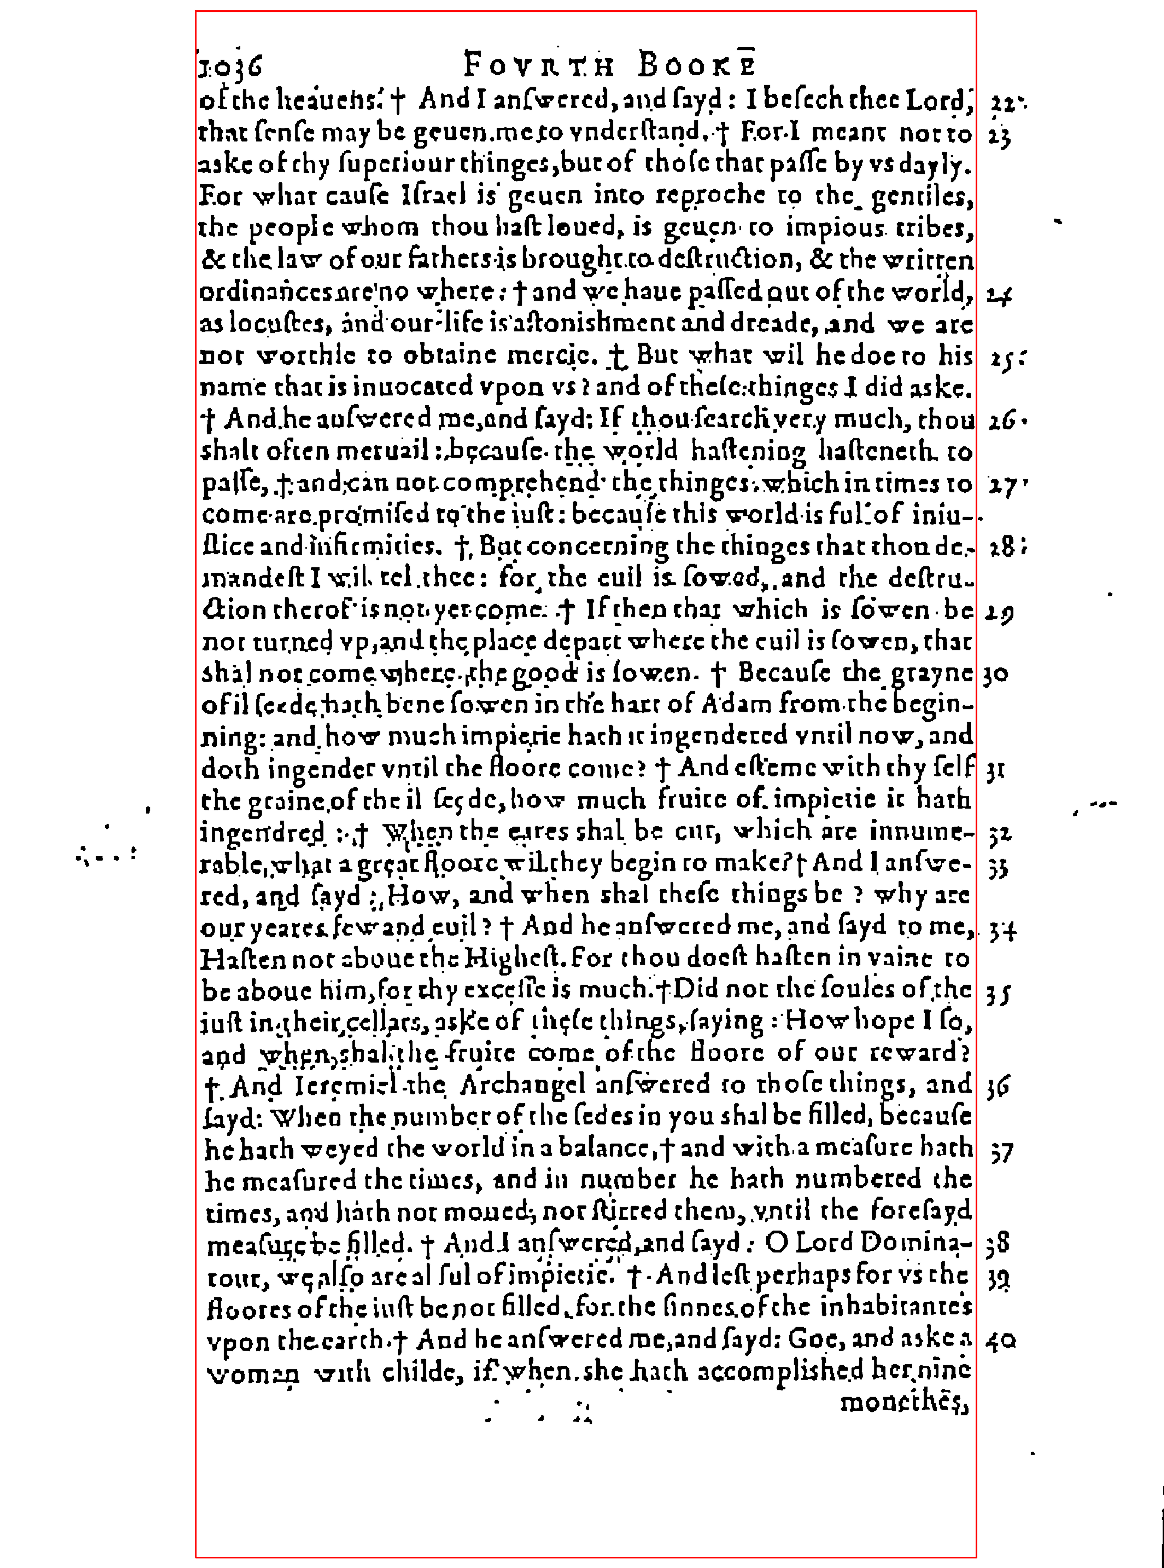 1036 FOVRTH BOOKE
of the heauens. † And I anſwered, and ſayd: I beſech thee Lord, 22
that ſenſe may be geuen me to vnderſtand. † For I meant not to 23
aske of thy ſuperiour thinges, but of thoſe that paſſe by vs dayly.
For what cauſe Iſrael is geuen into reproche to the gentiles,
the people whom thou haſt loued, is geuen to impious tribes,
& the law of our fathers is brought to deſtruction, & the written
ordinances are no where: † and we haue paſſed out of the world, 24
as locuſtes, and our life is aſtonishment and dreade, and we are
not worthie to obtaine mercie. † But what wil he doe to his 25
name that is inuocated vpon vs? and of theſe thinges I did aske.
† And he anſwered me, and ſayd: If thou ſearch very much, thou 26
shalt often meruail: becauſe the world haſtening haſteneth to
paſſe, † and can not comprehend the thinges which in times to 27
come are promiſed to the iuſt: becauſe this world is ful of iniu-
ſtice and infirmities. † But concerning the thinges that thou de- 28
mandeſt I wil tel thee: for the euil is ſowed, and the deſtru-
ction therof is not yet come. † If then that which is ſowen be 29
not turned vp, and the place depart where the euil is ſowen, that
shal not come where the good is ſowen. † Becauſe the grayne 30
of il ſeede hath bene ſowen in the hart of Adam from the begin-
ning: and how much impietie hath it ingendered vntil now, and
doth ingender vntil the floore come? † And eſteme with thy ſelf 31
the graine of the il ſeede, how much fruite of impietie it hath
ingendred: † When the eares shal be cut, which are innume- 32
rable, what a great floore wil they begin to make? † And I anſwe- 33
red, and ſayd: How, and when shal theſe things be? why are
our yeares few and euil? † And he anſwered me, and ſayd to me, 34
Haſten not aboue the Higheſt. For thou doeſt haſten in vaine to
be aboue him, for thy exceſſe is much. † Did not the ſoules of the 35
iuſt in their cellars, aske of theſe things, ſaying: How hope I ſo,
and when shal the fruite come of the floore of our reward?
† And Ieremiel the Archangel anſwered to thoſe things, and 36
ſayd: When the number of the ſedes in you shal be filled, becauſe
he hath weyed the world in a balance, † and with a meaſure hath 37
he meaſured the times, and in number he hath numbered the
times, and hath not moued, nor ſtirred them, vntil the foreſayd
meaſure be filled. † And I anſwered, and ſayd: O Lord Domina- 38
tour, we alſo are al ful of impietie. † And leſt perhaps for vs the 39
floores of the iuſt be not filled, for the ſinnes of the inhabitantes
vpon the earth. † And he anſwered me, and ſayd: Goe, and aske a 40
woman with childe, if when she hath accomplished her nine
monethes,